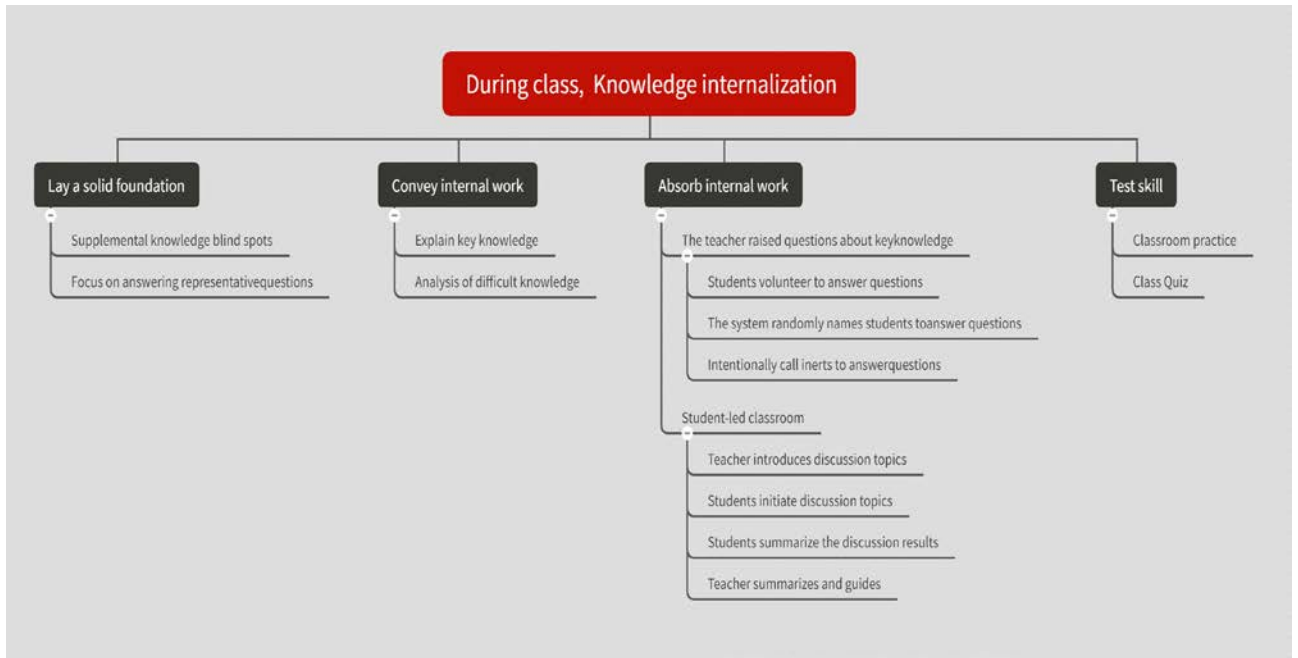 During class, Knowledge internalization
Lay a solid foundation
Supplemental knowledge blind spots
Focus on answering representativequestions
Convey internal work
Explain key knowledge
Analysis of difficult knowledge
Absorb internal work
The teacher raised questions about keyknowledge
Students volunteer to answer questions
The system randomly names students toanswer questions
Intentionally call inerts to answerquestions
Student-led classroom
Teacher introduces discussion topics
Students initiate discussion topics
Students summarize the discussion results
Teacher summarizes and guides
Test skill
Classroom practice
Class Quiz